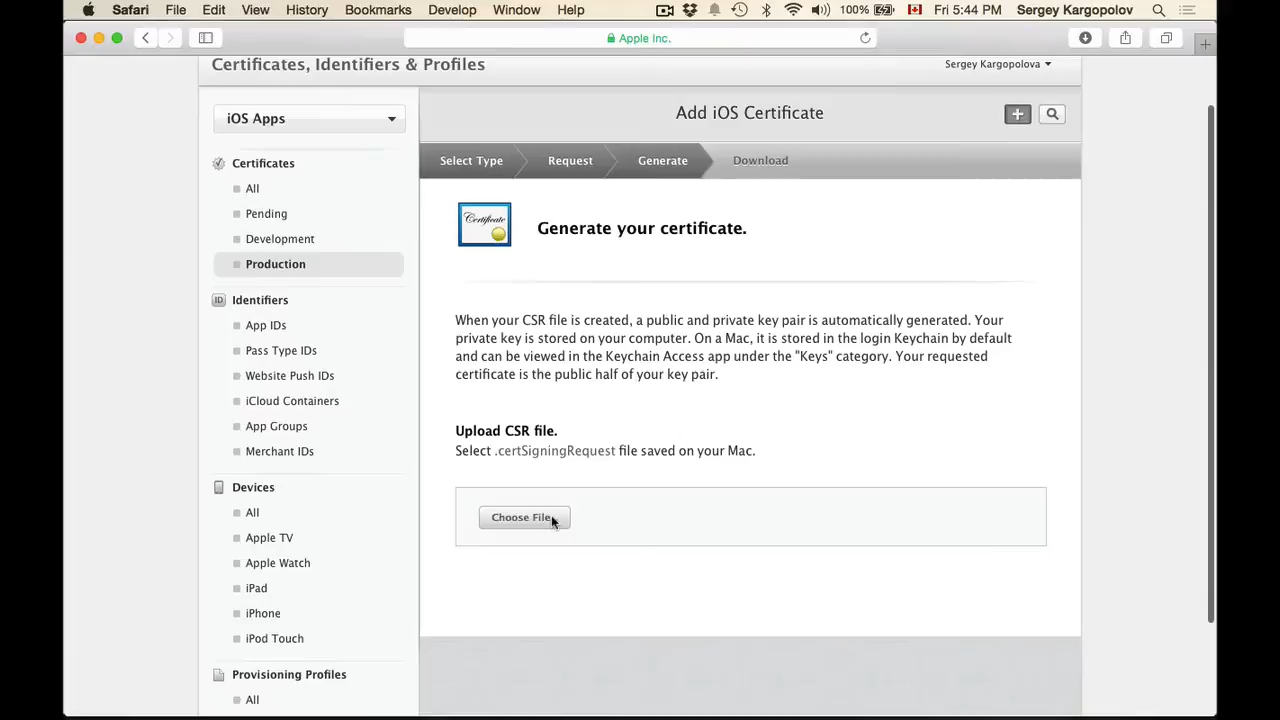 Safari File Edit View History Bookmarks Develop Window Help 100% Fri 5:44 PM Sergey Kargopolov
Apple Inc.
Certificates, Identifiers & Profiles
Sergey Kargopolova
iOS Apps
Add iOS Certificate
Select Type Request Generate Download
Certificates
All
Pending
Development
Production
ID Identifiers
App IDs
Pass Type IDs
Website Push IDs
iCloud Containers
App Groups
Merchant IDs
Devices
All
Apple TV
Apple Watch
iPad
iPhone
iPod Touch
Provisioning Profiles
All
Certificate
Generate your certificate.
When your CSR file is created, a public and private key pair is automatically generated. Your
private key is stored on your computer. On a Mac, it is stored in the login Keychain by default
and can be viewed in the Keychain Access app under the "Keys" category. Your requested
certificate is the public half of your key pair.
Upload CSR file.
Select .certSigningRequest file saved on your Mac.
Choose File